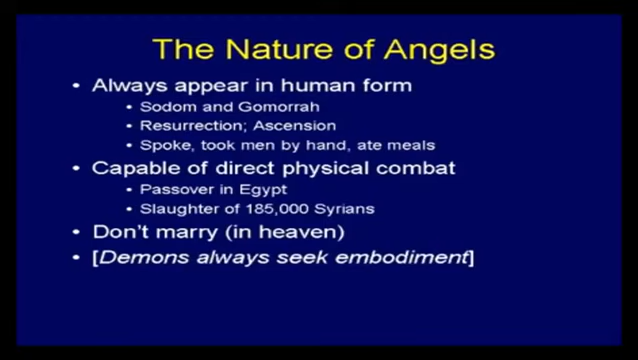 The Nature of Angels
• Always appear in human form
• Sodom and Gomorrah
• Resurrection; Ascension
• Spoke, took men by hand, ate meals
• Capable of direct physical combat
• Passover in Egypt
• Slaughter of 185,000 Syrians
• Don't marry (in heaven)
• [Demons always seek embodiment]